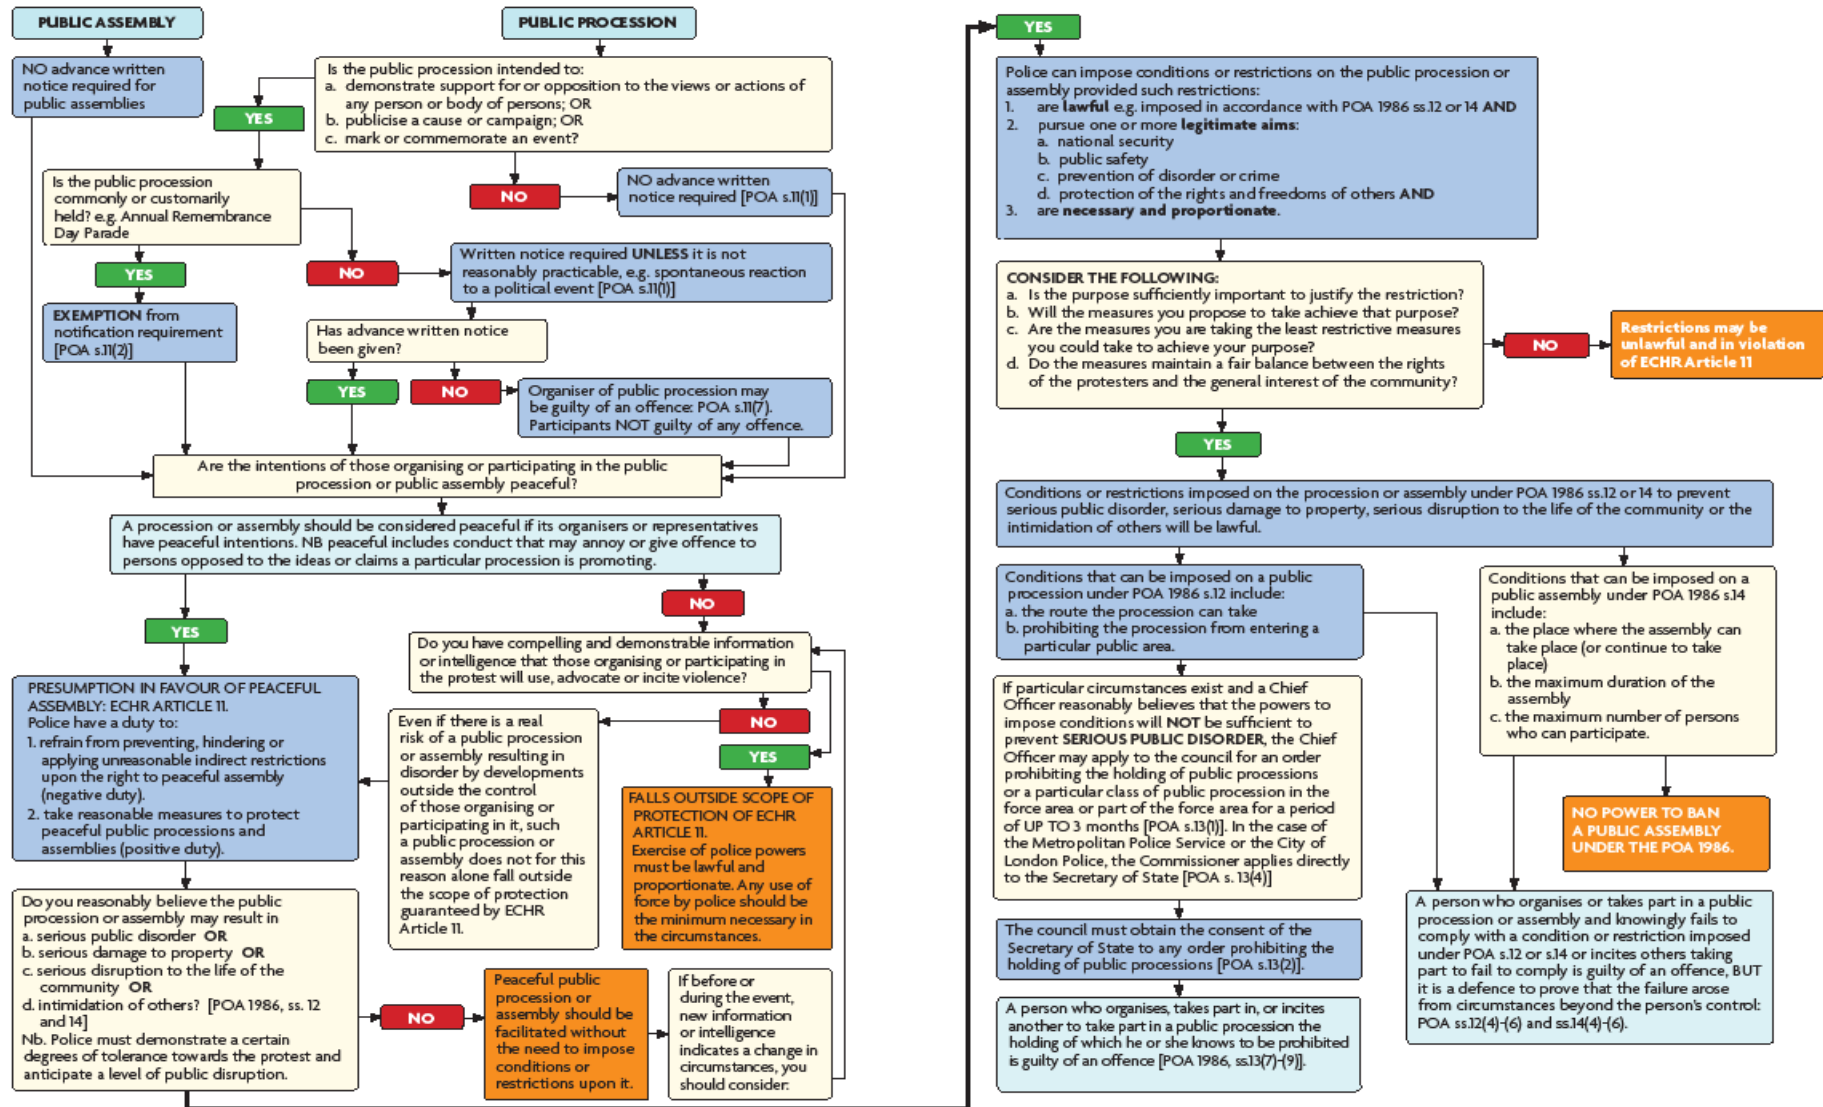 PUBLIC ASSEMBLY
NO advance written
notice required for
public assemblies
PUBLIC PROCESSION
Is the public procession intended to:
a. demonstrate support for or opposition to the views or actions of
any person or body of persons; OR
b. publicise a cause or campaign; OR
c. mark or commemorate an event?
YES
NO
NO advance written
notice required [POA s.11(1)]
Is the public procession
commonly or customarily
held? e.g. Annual Remembrance
Day Parade
YES
NO
Written notice required UNLESS it is not
reasonably practicable, e.g. spontaneous reaction
to a political event [POA s.11(1)]
EXEMPTION from
notification requirement
[POA s.11(2)]
Has advance written notice
been given?
YES
NO
Organiser of public procession may
be guilty of an offence: POA s.11(7).
Participants NOT guilty of any offence.
Are the intentions of those organising or participating in the public
procession or public assembly peaceful?
A procession or assembly should be considered peaceful if its organisers or representatives
have peaceful intentions. NB peaceful includes conduct that may annoy or give offence to
persons opposed to the ideas or claims a particular procession is promoting.
YES
NO
Do you have compelling and demonstrable information
or intelligence that those organising or participating in
the protest will use, advocate or incite violence?
NO
YES
PRESUMPTION IN FAVOUR OF PEACEFUL
ASSEMBLY: ECHR ARTICLE 11.
Police have a duty to:
1. refrain from preventing, hindering or
applying unreasonable indirect restrictions
upon the right to peaceful assembly
(negative duty).
2. take reasonable measures to protect
peaceful public processions and
assemblies (positive duty).
Even if there is a real
risk of a public procession
or assembly resulting in
disorder by developments
outside the control
of those organising or
participating in it, such
a public procession or
assembly does not for this
reason alone fall outside
the scope of protection
guaranteed by ECHR
Article 11.
FALLS OUTSIDE SCOPE OF
PROTECTION OF ECHR
ARTICLE 11.
Exercise of police powers
must be lawful and
proportionate. Any use of
force by police should be
the minimum necessary in
the circumstances.
Do you reasonably believe the public
procession or assembly may result in
a. serious public disorder OR
b. serious damage to property OR
c. serious disruption to the life of the
community OR
d. intimidation of others? [POA 1986, ss. 12
and 14]
Nb. Police must demonstrate a certain
degrees of tolerance towards the protest and
anticipate a level of public disruption.
NO
Peaceful public
procession or
assembly should be
facilitated without
the need to impose
conditions or
restrictions upon it.
If before or
during the event,
new information
or intelligence
indicates a change in
circumstances, you
should consider:
YES
Police can impose conditions or restrictions on the public procession or
assembly provided such restrictions:
1. are lawful e.g. imposed in accordance with POA 1986 ss.12 or 14 AND
2. pursue one or more legitimate aims:
a. national security
b. public safety
c. prevention of disorder or crime
d. protection of the rights and freedoms of others AND
3. are necessary and proportionate.
CONSIDER THE FOLLOWING:
a. Is the purpose sufficiently important to justify the restriction?
b. Will the measures you propose to take achieve that purpose?
c. Are the measures you are taking the least restrictive measures
you could take to achieve your purpose?
d. Do the measures maintain a fair balance between the rights
of the protesters and the general interest of the community?
NO
Restrictions may be
unlawful and in violation
of ECHR Article 11
YES
Conditions or restrictions imposed on the procession or assembly under POA 1986 ss.12 or 14 to prevent
serious public disorder, serious damage to property, serious disruption to the life of the community or the
intimidation of others will be lawful.
Conditions that can be imposed on a public
procession under POA 1986 s.12 include:
a. the route the procession can take
b. prohibiting the procession from entering a
particular public area.
Conditions that can be imposed on a
public assembly under POA 1986 s.14
include:
a. the place where the assembly can
take place (or continue to take
place)
b. the maximum duration of the
assembly
c. the maximum number of persons
who can participate.
If particular circumstances exist and a Chief
Officer reasonably believes that the powers to
impose conditions will NOT be sufficient to
prevent SERIOUS PUBLIC DISORDER, the Chief
Officer may apply to the council for an order
prohibiting the holding of public processions
or a particular class of public procession in the
force area or part of the force area for a period
of UP TO 3 months [POA s.13(1)]. In the case of
the Metropolitan Police Service or the City of
London Police, the Commissioner applies directly
to the Secretary of State [POA s. 13(4)]
NO POWER TO BAN
A PUBLIC ASSEMBLY
UNDER THE POA 1986.
The council must obtain the consent of the
Secretary of State to any order prohibiting the
holding of public processions [POA s.13(2)].
A person who organises or takes part in a public
procession or assembly and knowingly fails to
comply with a condition or restriction imposed
under POA s.12 or s.14 or incites others taking
part to fail to comply is guilty of an offence, BUT
it is a defence to prove that the failure arose
from circumstances beyond the person's control:
POA ss.12(4)-(6) and ss.14(4)-(6).
A person who organises, takes part in, or incites
another to take part in a public procession the
holding of which he or she knows to be prohibited
is guilty of an offence [POA 1986, ss.13(7)-(9)].